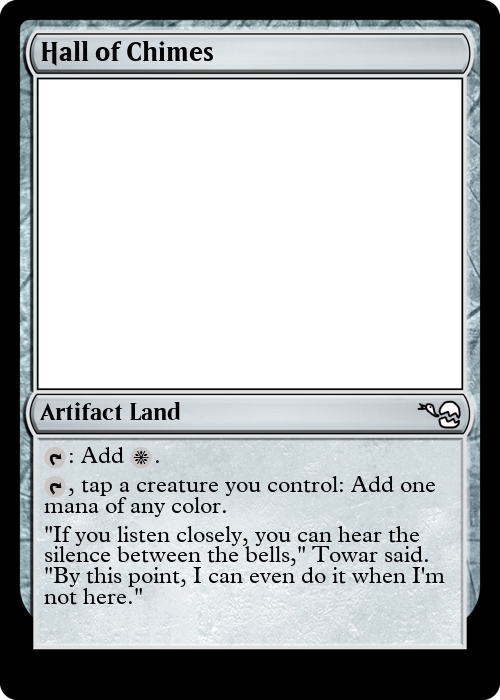 Hall of Chimes
Artifact Land
: Add .
, tap a creature you control: Add one
mana of any color.
"If you listen closely, you can hear the
silence between the bells," Towar said.
"By this point, I can even do it when I'm
not here."